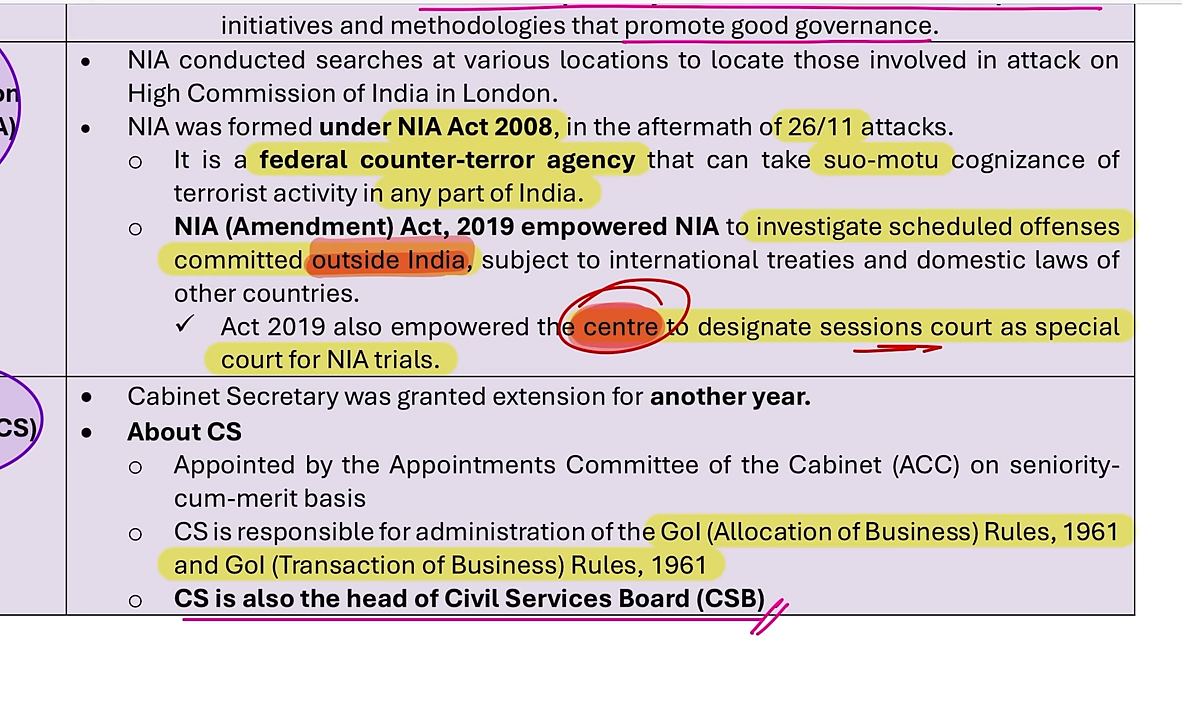 initiatives and methodologies that promote good governance.
• NIA conducted searches at various locations to locate those involved in attack on
High Commission of India in London.
• NIA was formed under NIA Act 2008, in the aftermath of 26/11 attacks.
o It is a federal counter-terror agency that can take suo-motu cognizance of
terrorist activity in any part of India.
o NIA (Amendment) Act, 2019 empowered NIA to investigate scheduled offenses
committed outside India, subject to international treaties and domestic laws of
other countries.
✓ Act 2019 also empowered the centre to designate sessions court as special
court for NIA trials.
• Cabinet Secretary was granted extension for another year.
CS)
• About CS
o Appointed by the Appointments Committee of the Cabinet (ACC) on seniority-
cum-merit basis
o CS is responsible for administration of the GoI (Allocation of Business) Rules, 1961
and GoI (Transaction of Business) Rules, 1961
o CS is also the head of Civil Services Board (CSB)